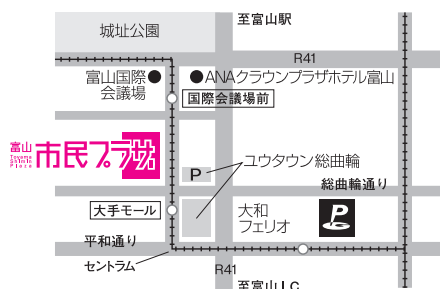 至富山駅
城址公園
R41
富山国際
会議場
ANAクラウンプラザホテル富山
国際会議場前
富山
Toyama
Shimin
Plaza
市民プラザ
P
ユウタウン総曲輪
総曲輪通り
大手モール
大和
フェリオ
P
平和通り
セントラム
R41
至富山I.C.